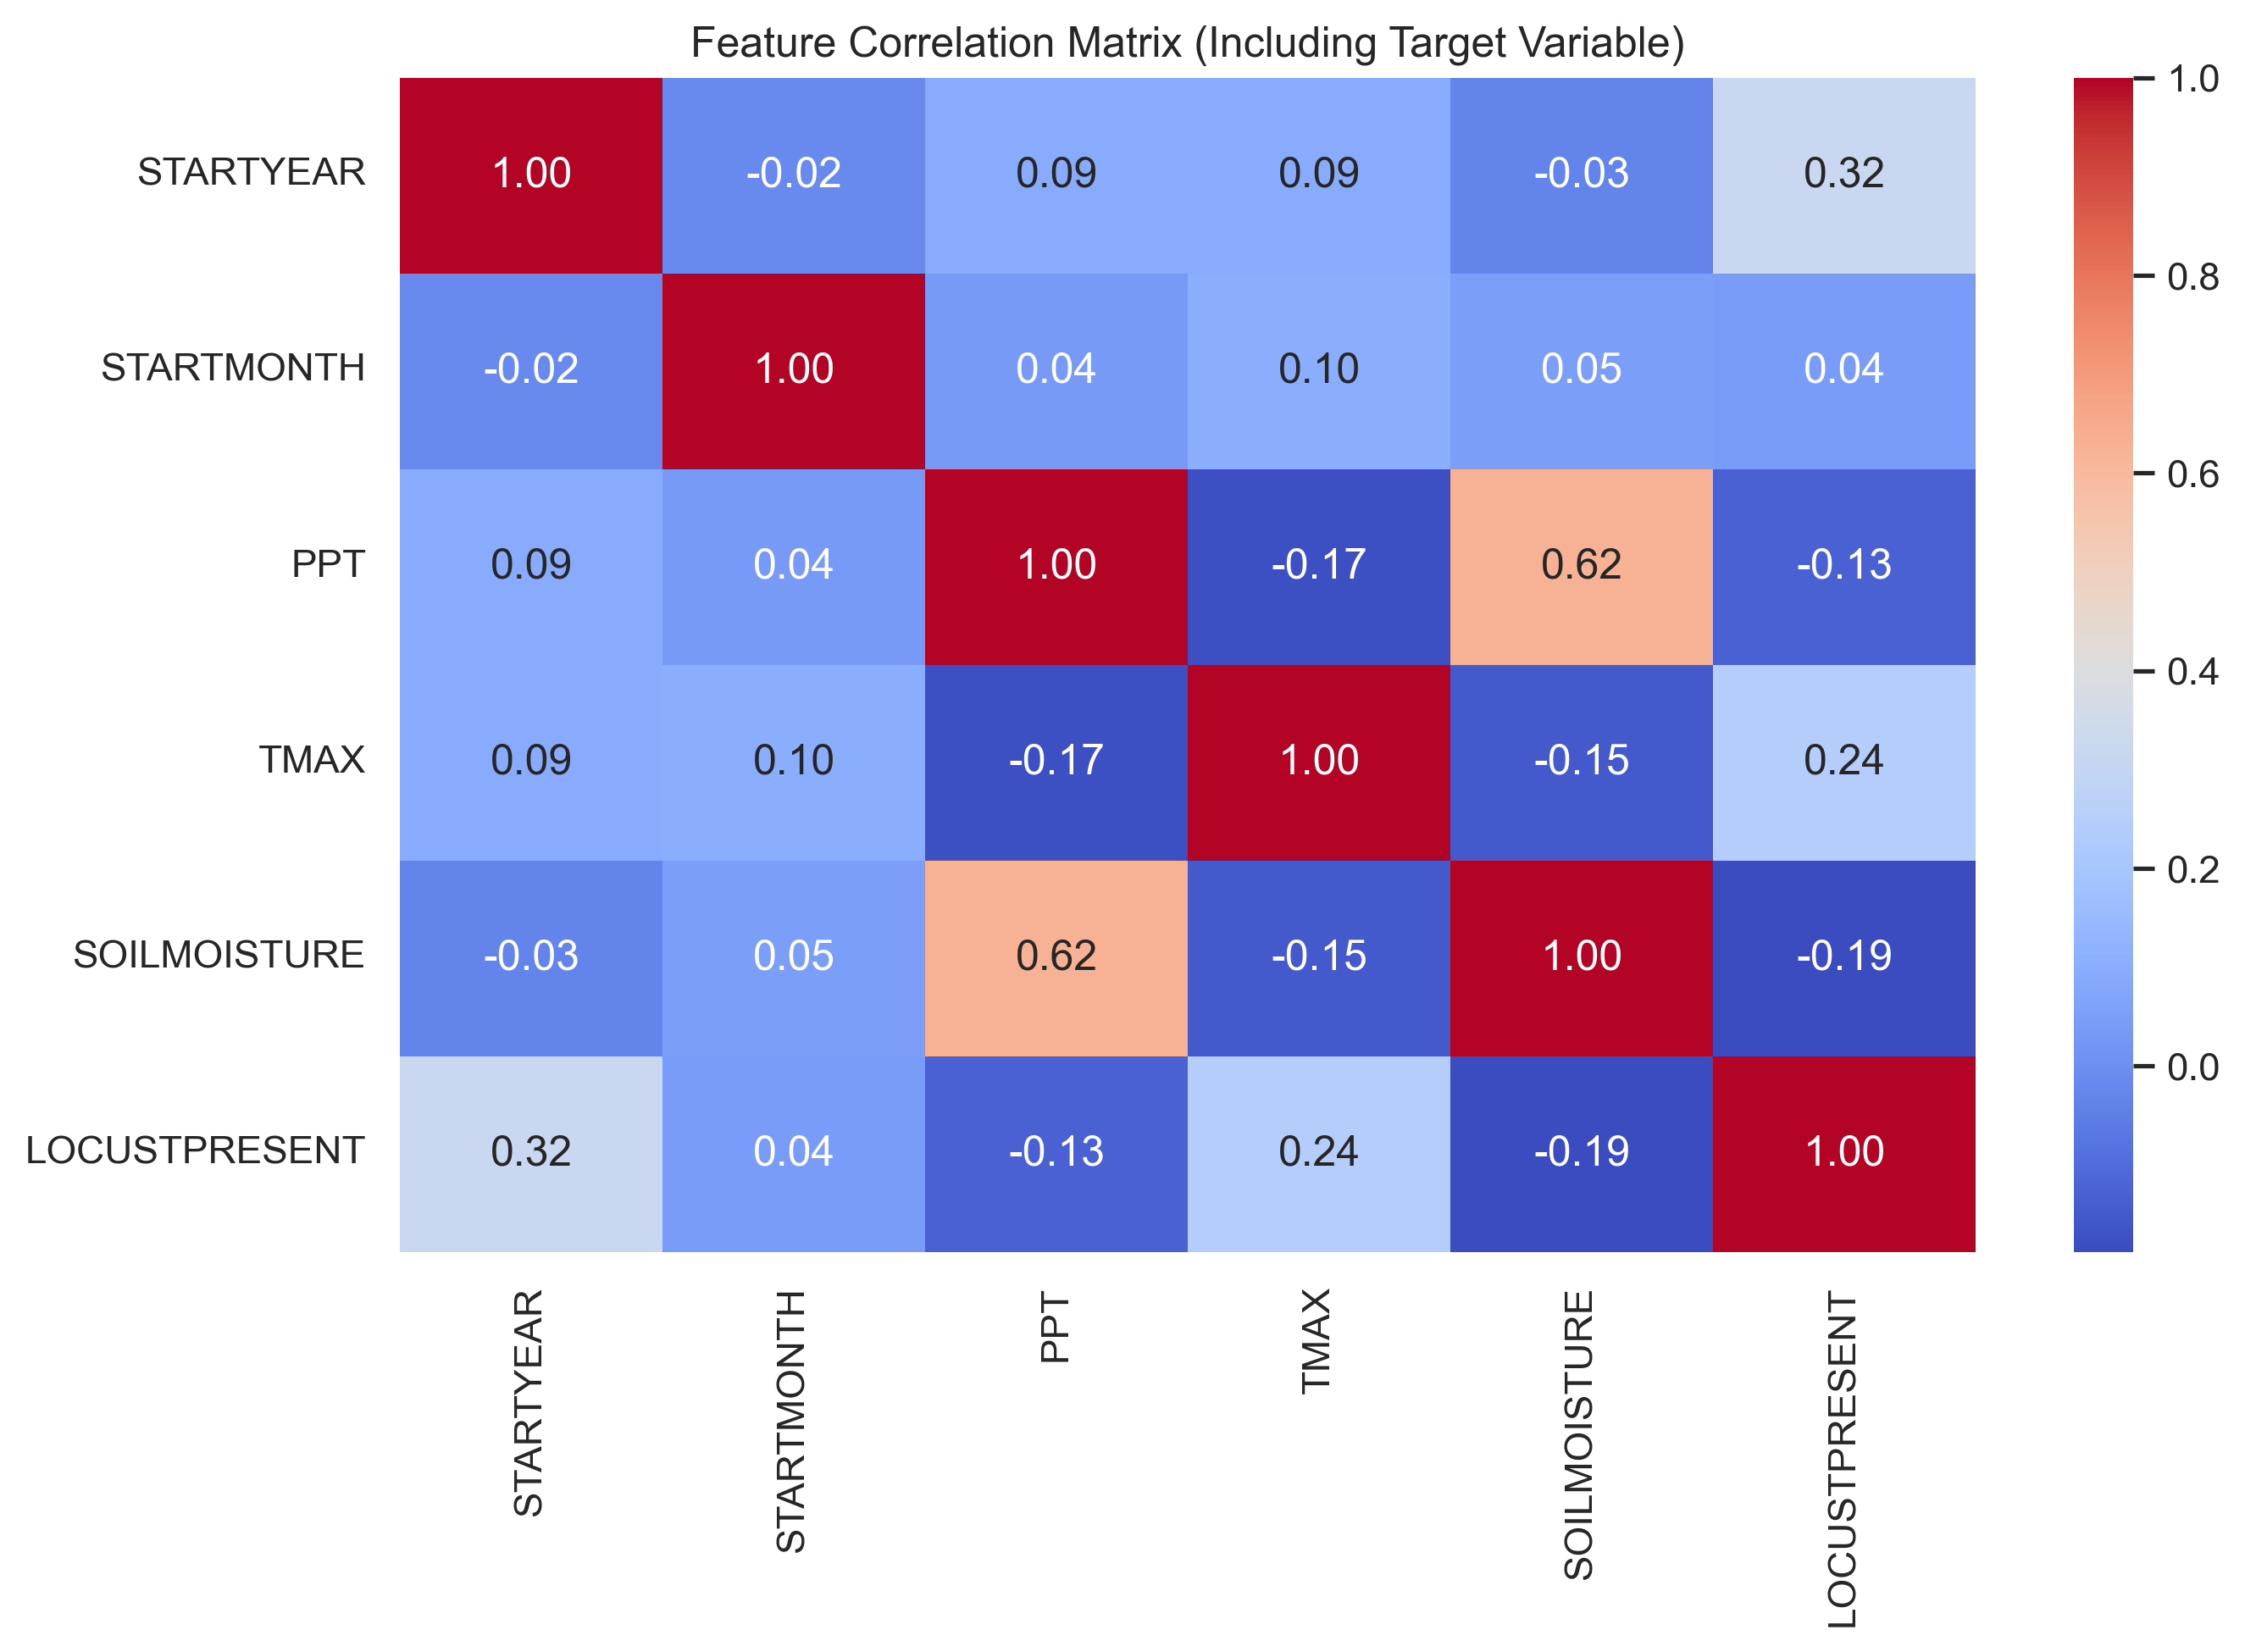 Feature Correlation Matrix (Including Target Variable)
STARTYEAR 1.00 -0.02 0.09 0.09 -0.03 0.32
STARTMONTH -0.02 1.00 0.04 0.10 0.05 0.04
PPT 0.09 0.04 1.00 -0.17 0.62 -0.13
TMAX 0.09 0.10 -0.17 1.00 -0.15 0.24
SOILMOISTURE -0.03 0.05 0.62 -0.15 1.00 -0.19
LOCUSTPRESENT 0.32 0.04 -0.13 0.24 -0.19 1.00
STARTYEAR
STARTMONTH
PPT
TMAX
SOILMOISTURE
LOCUSTPRESENT
1.0
0.8
0.6
0.4
0.2
0.0